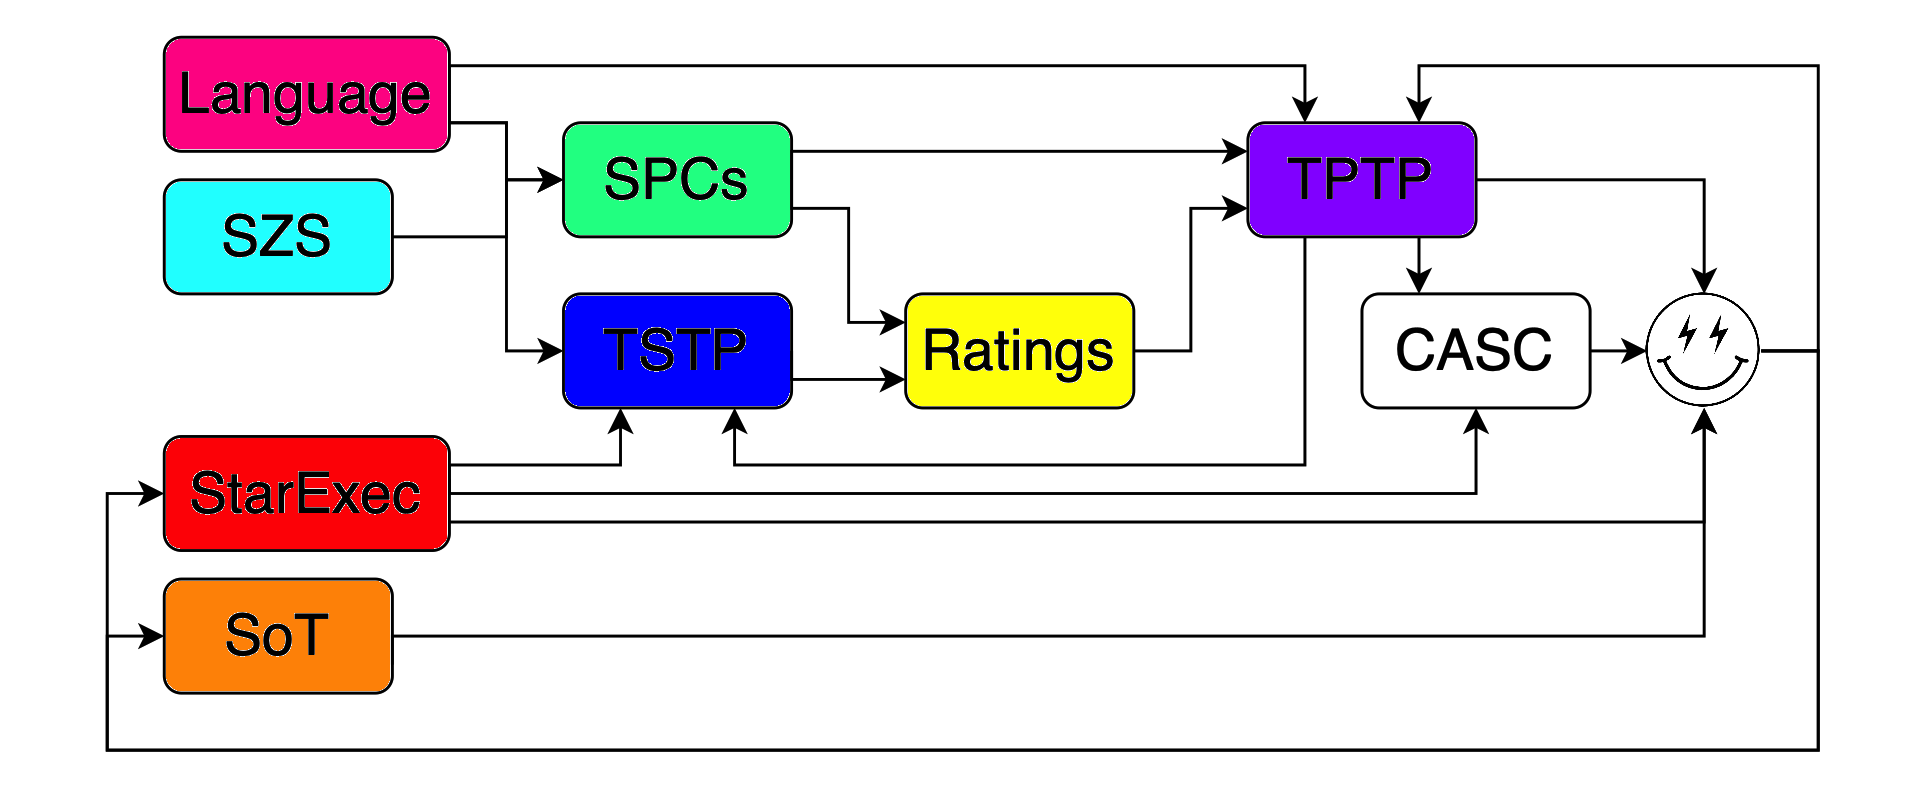 Language
SPCs
TPTP
SZS
TSTP
Ratings
CASC
StarExec
SoT